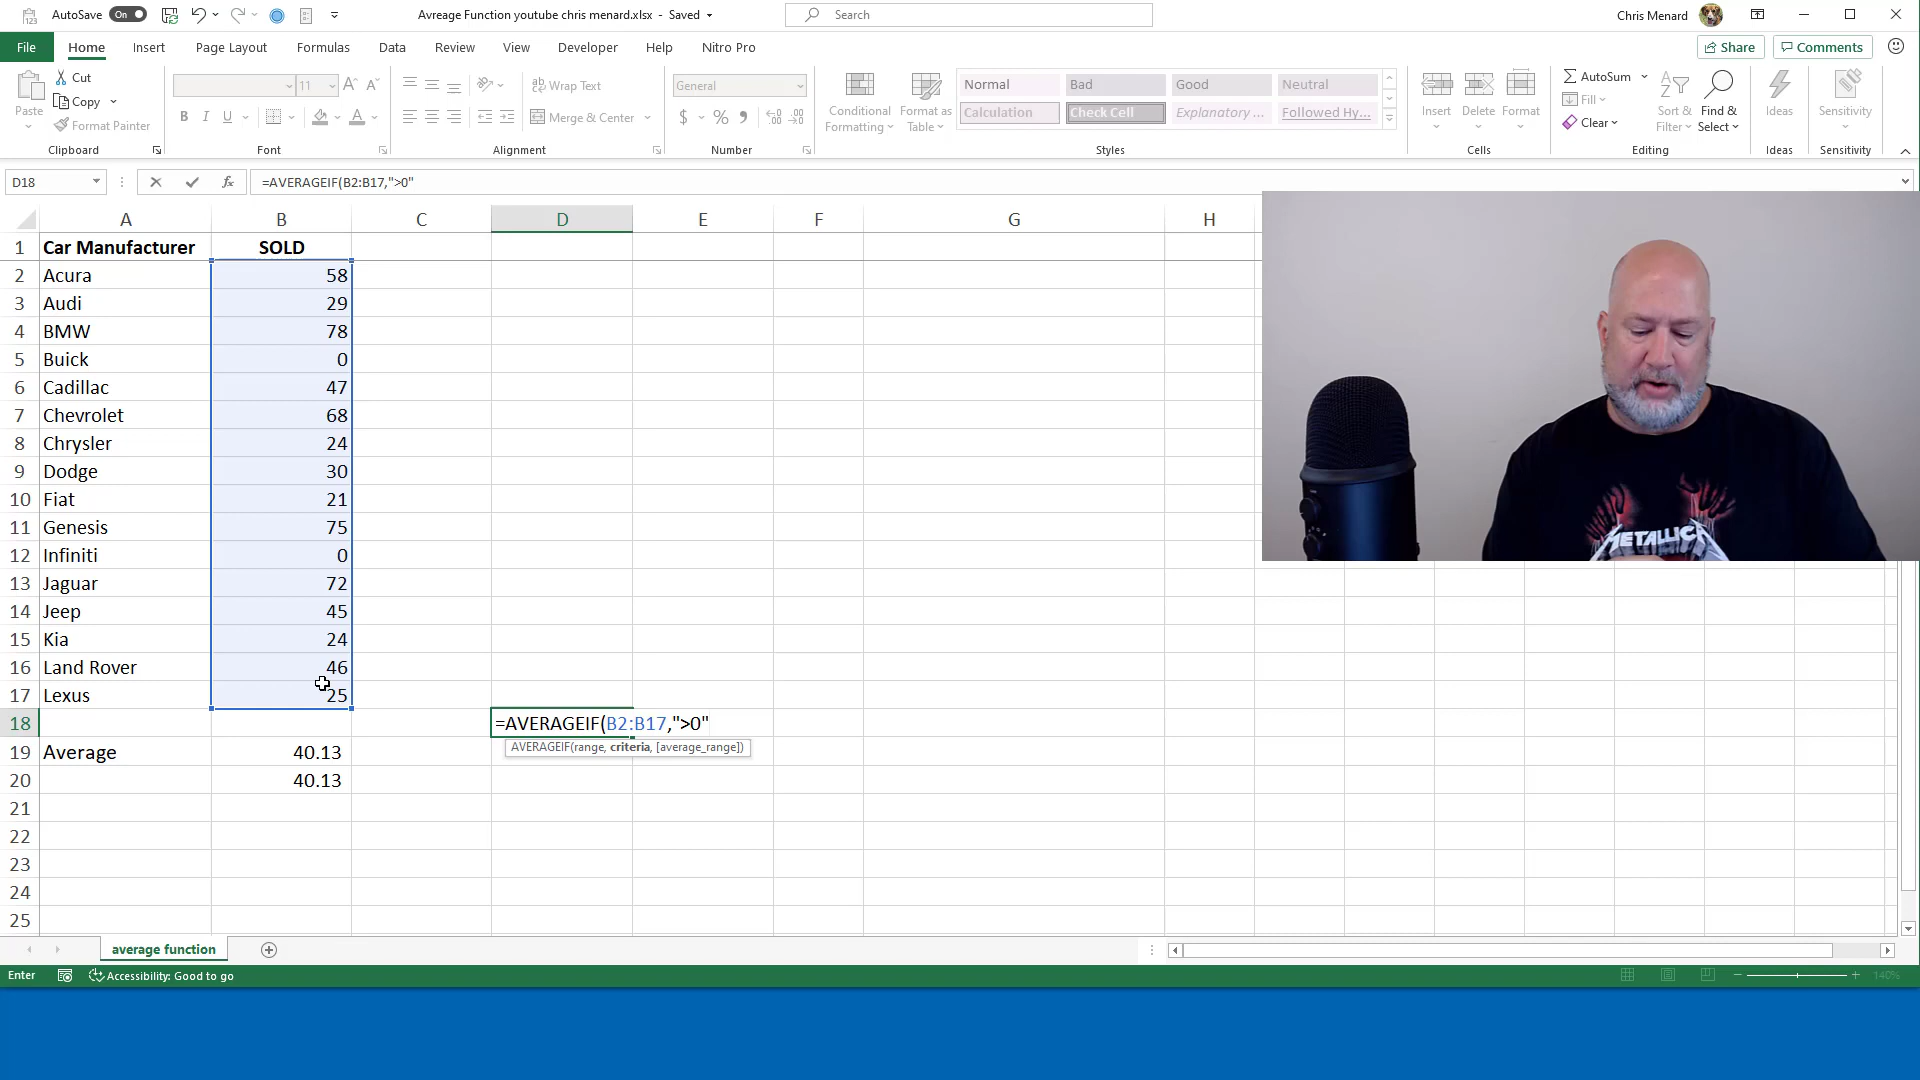 AutoSave On
Avreage Function youtube chris menard.xlsx - Saved
Search
Chris Menard
File Home Insert Page Layout Formulas Data Review View Developer Help Nitro Pro
Share Comments
Paste Cut Copy Format Painter
Clipboard
11
B I U A
Font
Wrap Text
Merge & Center
Alignment
General
$ % ,
Number
Conditional Formatting
Format as Table
Normal Bad Good Neutral
Calculation Check Cell Explanatory ... Followed Hy...
Styles
Insert Delete Format
Cells
AutoSum
Fill
Clear
Sort & Filter
Find & Select
Editing
Ideas
Ideas
Sensitivity
Sensitivity
D18 fx =AVERAGEIF(B2:B17,">0"
A B C D E F G H
1 Car Manufacturer SOLD
2 Acura 58
3 Audi 29
4 BMW 78
5 Buick 0
6 Cadillac 47
7 Chevrolet 68
8 Chrysler 24
9 Dodge 30
10 Fiat 21
11 Genesis 75
12 Infiniti 0
13 Jaguar 72
14 Jeep 45
15 Kia 24
16 Land Rover 46
17 Lexus 25
18 =AVERAGEIF(B2:B17,">0"
AVERAGEIF(range, criteria, [average_range])
19 Average 40.13
20 40.13
21
22
23
24
25
METALLICA
average function
Enter
Accessibility: Good to go
140%